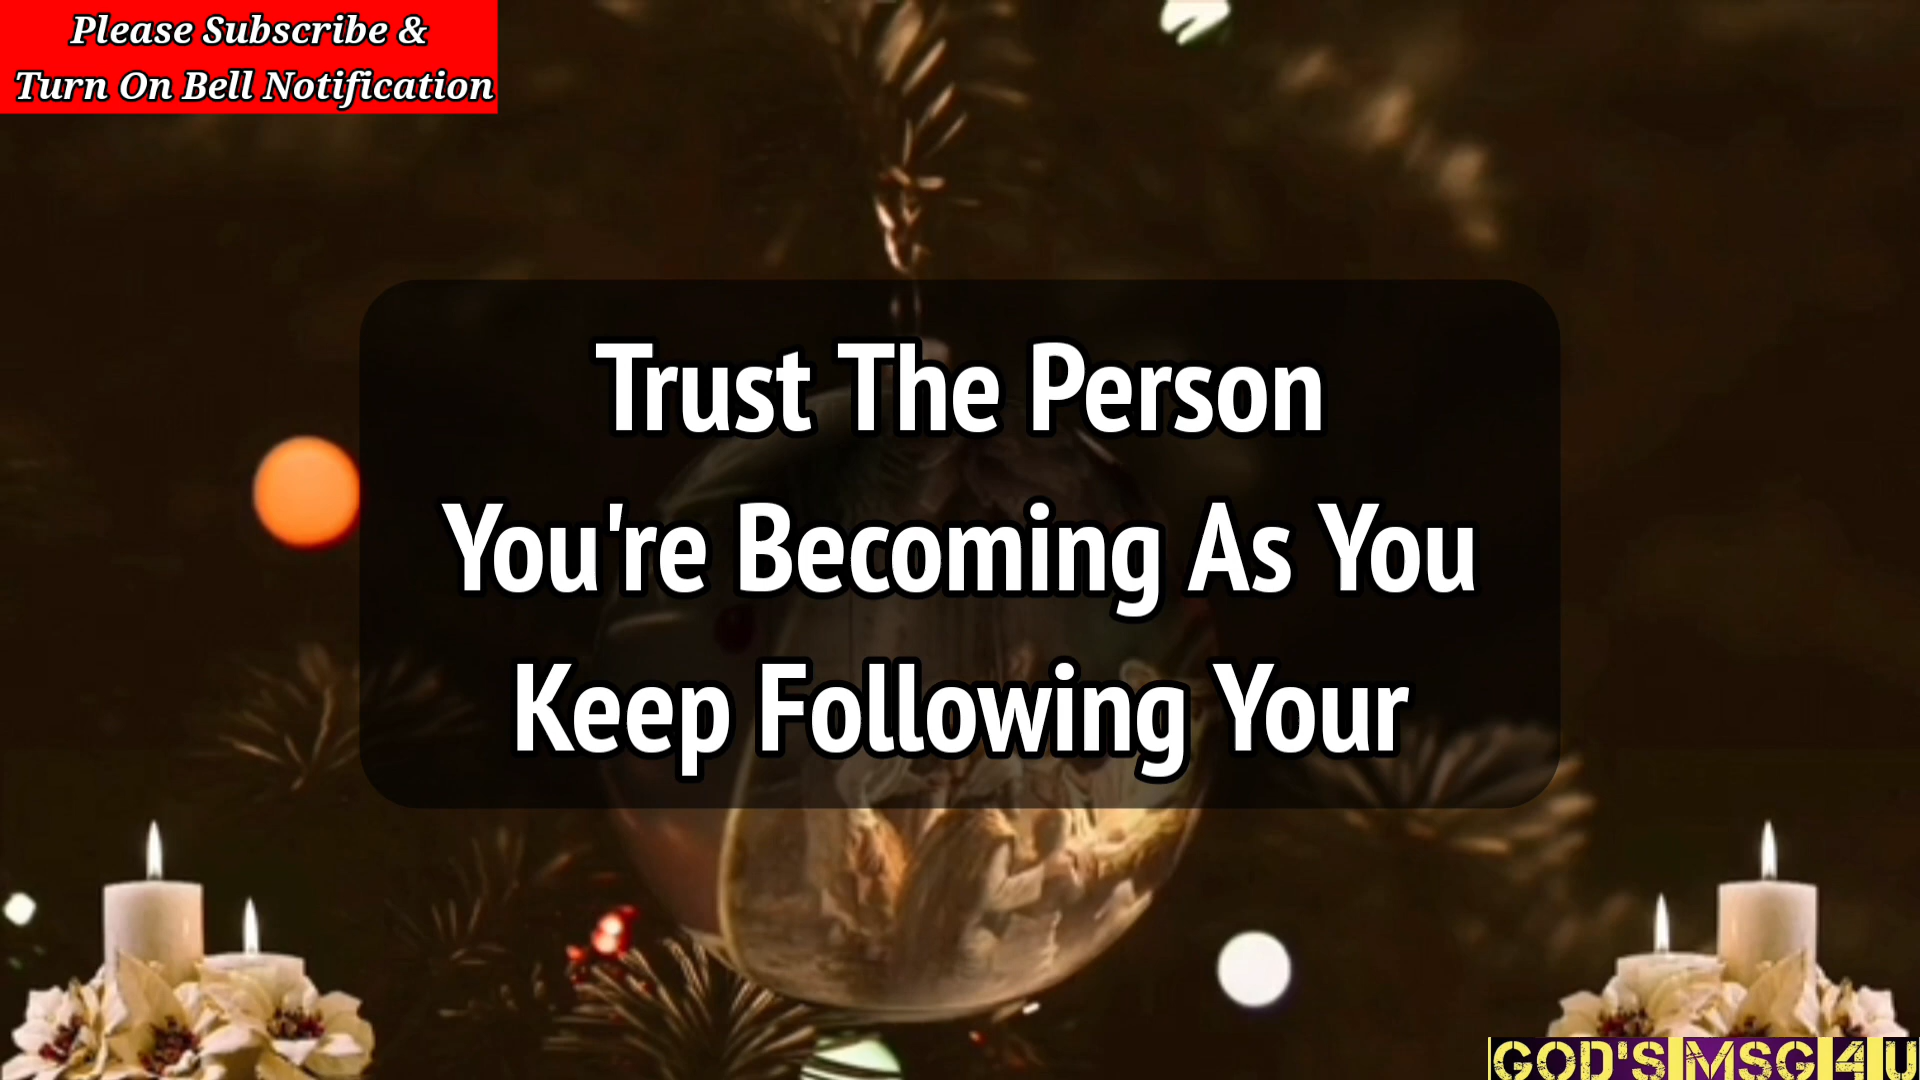 Please Subscribe &
Turn On Bell Notification
Trust The Person
You're Becoming As You
Keep Following Your
GOD'S MSG 4 U